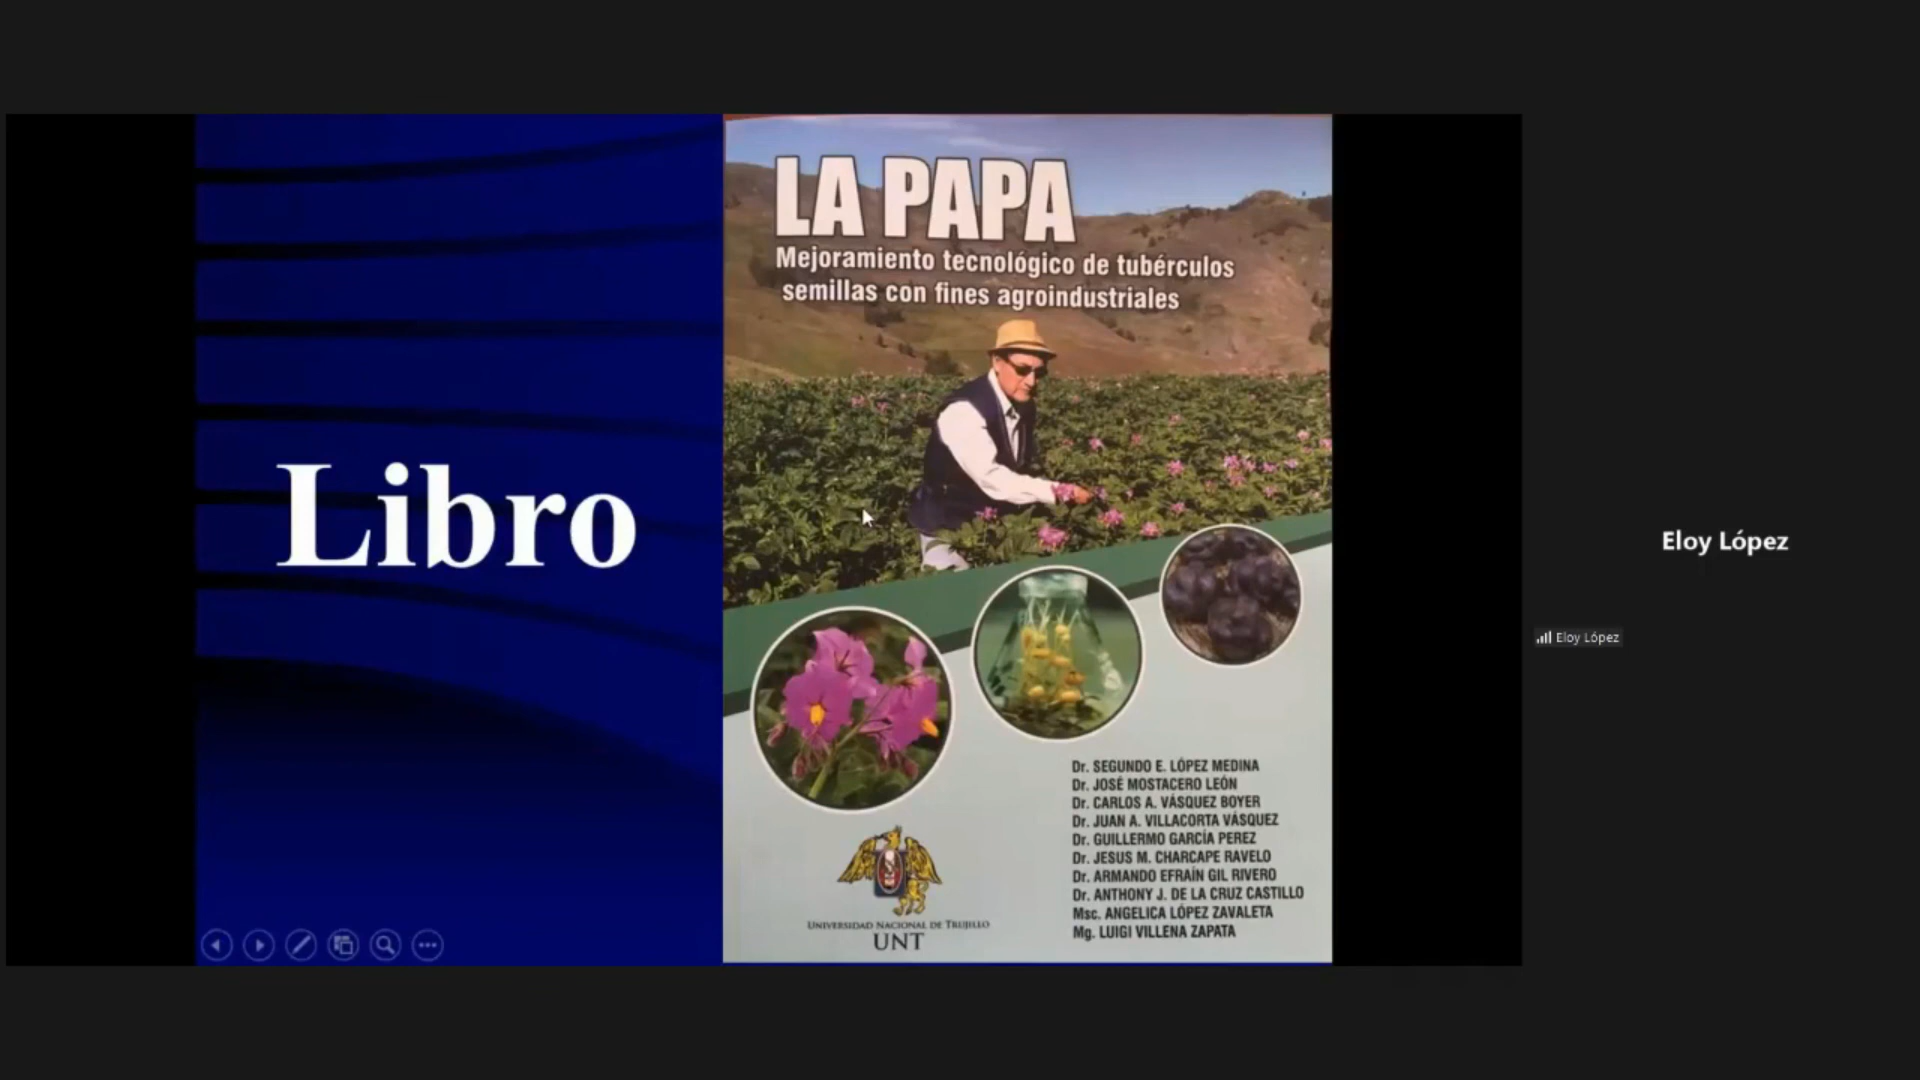 Libro
LA PAPA
Mejoramiento tecnológico de tubérculos
semillas con fines agroindustriales
Dr. SEGUNDO E. LÓPEZ MEDINA
Dr. JOSÉ MOSTACERO LEÓN
Dr. CARLOS A. VÁSQUEZ BOYER
Dr. JUAN A. VILLACORTA VÁSQUEZ
Dr. GUILLERMO GARCÍA PEREZ
Dr. JESUS M. CHARCAPE RAVELO
Dr. ARMANDO EFRAÍN GIL RIVERO
Dr. ANTHONY J. DE LA CRUZ CASTILLO
Msc. ANGELICA LÓPEZ ZAVALETA
Mg. LUIGI VILLENA ZAPATA
UNIVERSIDAD NACIONAL DE TRUJILLO
UNT
Eloy López
Eloy López